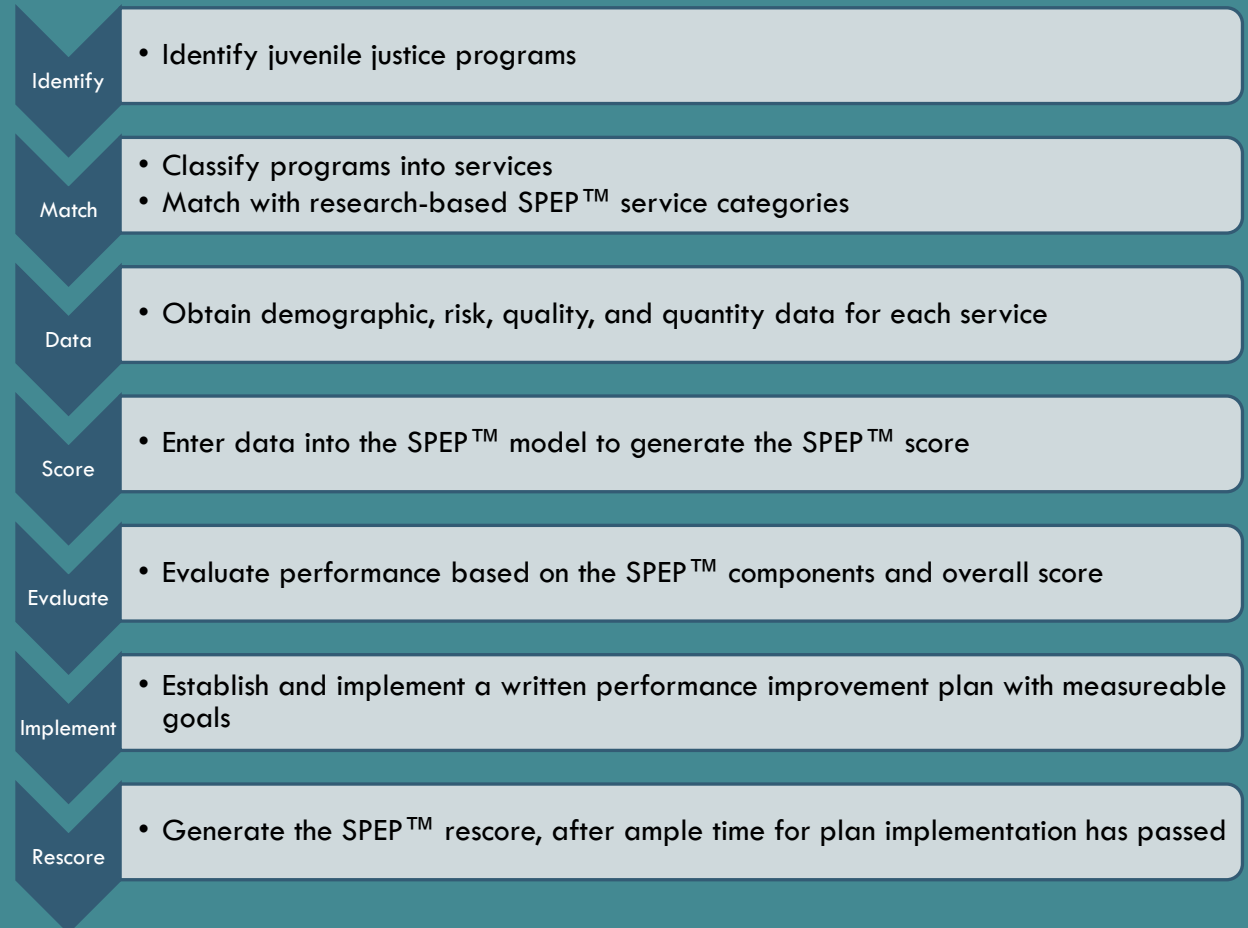 Identify
• Identify juvenile justice programs
Match
• Classify programs into services
• Match with research-based SPEP™ service categories
Data
• Obtain demographic, risk, quality, and quantity data for each service
Score
• Enter data into the SPEP™ model to generate the SPEP™ score
Evaluate
• Evaluate performance based on the SPEP™ components and overall score
Implement
• Establish and implement a written performance improvement plan with measureable
goals
Rescore
• Generate the SPEP™ rescore, after ample time for plan implementation has passed